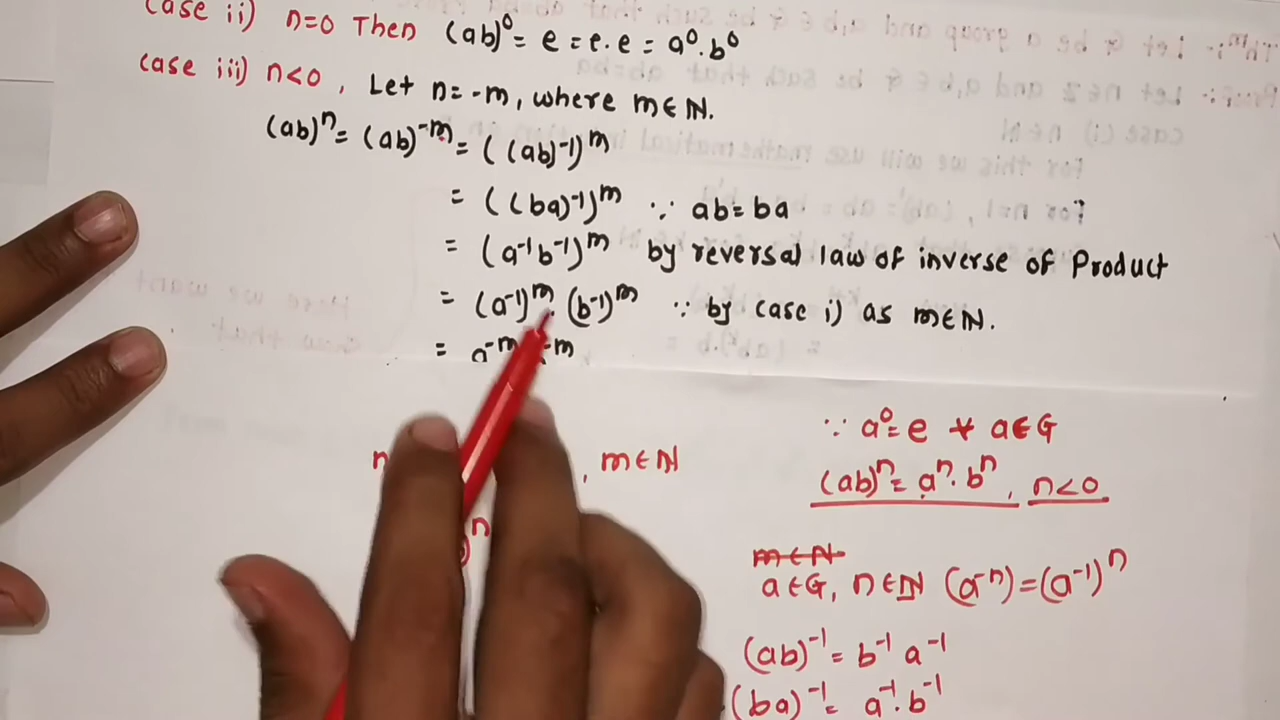 case ii) n=0 Then (ab)⁰ = e = e.e = a⁰.b⁰
case iii) n<0, Let n=-m, where m∈ℕ.
(ab)ⁿ = (ab)⁻ᵐ = ((ab)⁻¹)ᵐ
= ((ba)⁻¹)ᵐ ∵ ab=ba
= (a⁻¹b⁻¹)ᵐ by reversal law of inverse of Product
= (a⁻¹)ᵐ.(b⁻¹)ᵐ ∵ by case i) as m∈ℕ.
= a⁻ᵐ ⁻ᵐ
∵ a⁰=e ∀ a∈G
n , m∈ℕ
(ab)ⁿ = aⁿ.bⁿ, n<0
)ⁿ
m∈N
a∈G, n∈ℕ (a⁻ⁿ)=(a⁻¹)ⁿ
(ab)⁻¹ = b⁻¹ a⁻¹
(ba)⁻¹ = a⁻¹.b⁻¹